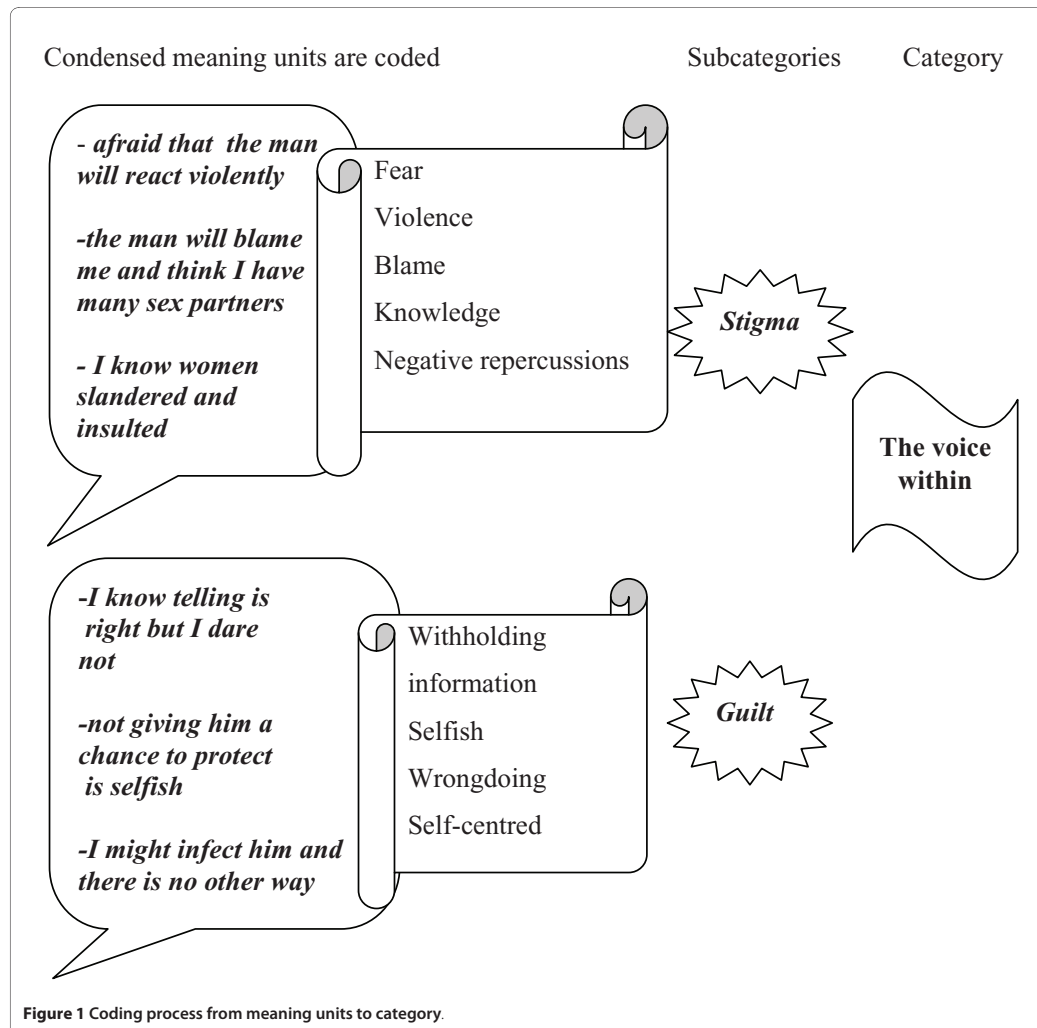 Condensed meaning units are coded
Subcategories
Category
- afraid that the man
will react violently
-the man will blame
me and think I have
many sex partners
- I know women
slandered and
insulted
Fear
Violence
Blame
Knowledge
Negative repercussions
Stigma
The voice
within
-I know telling is
right but I dare
not
-not giving him a
chance to protect
is selfish
-I might infect him and
there is no other way
Withholding
information
Selfish
Wrongdoing
Self-centred
Guilt
Figure 1 Coding process from meaning units to category.